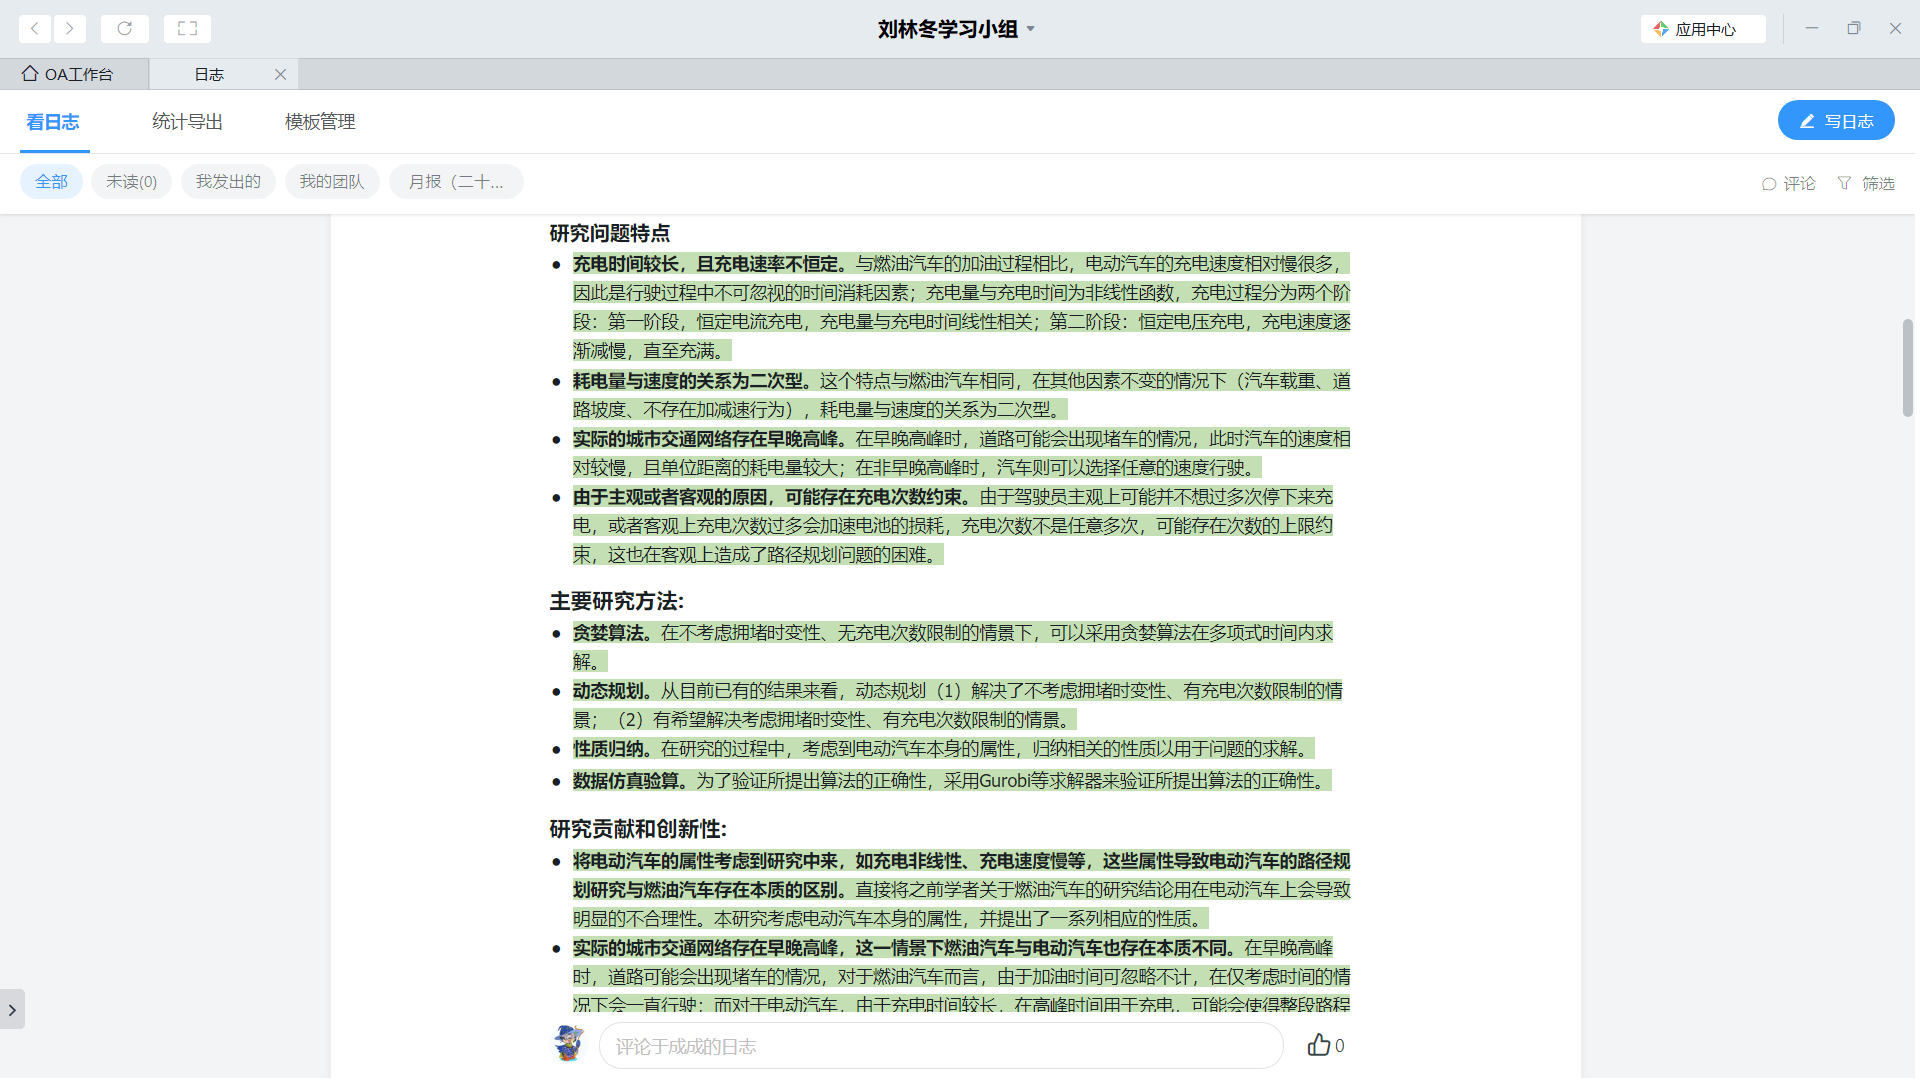 刘林冬学习小组
应用中心
OA工作台
日志
看日志
统计导出
模板管理
写日志
全部
未读(0)
我发出的
我的团队
月报（二十...
评论
筛选
研究问题特点
充电时间较长，且充电速率不恒定。与燃油汽车的加油过程相比，电动汽车的充电速度相对慢很多，
因此是行驶过程中不可忽视的时间消耗因素；充电量与充电时间为非线性函数，充电过程分为两个阶
段：第一阶段，恒定电流充电，充电量与充电时间线性相关；第二阶段：恒定电压充电，充电速度逐
渐减慢，直至充满。
耗电量与速度的关系为二次型。这个特点与燃油汽车相同，在其他因素不变的情况下（汽车载重、道
路坡度、不存在加减速行为），耗电量与速度的关系为二次型。
实际的城市交通网络存在早晚高峰。在早晚高峰时，道路可能会出现堵车的情况，此时汽车的速度相
对较慢，且单位距离的耗电量较大；在非早晚高峰时，汽车则可以选择任意的速度行驶。
由于主观或者客观的原因，可能存在充电次数约束。由于驾驶员主观上可能并不想过多次停下来充
电，或者客观上充电次数过多会加速电池的损耗，充电次数不是任意多次，可能存在次数的上限约
束，这也在客观上造成了路径规划问题的困难。
主要研究方法:
贪婪算法。在不考虑拥堵时变性、无充电次数限制的情景下，可以采用贪婪算法在多项式时间内求
解。
动态规划。从目前已有的结果来看，动态规划（1）解决了不考虑拥堵时变性、有充电次数限制的情
景；（2）有希望解决考虑拥堵时变性、有充电次数限制的情景。
性质归纳。在研究的过程中，考虑到电动汽车本身的属性，归纳相关的性质以用于问题的求解。
数据仿真验算。为了验证所提出算法的正确性，采用Gurobi等求解器来验证所提出算法的正确性。
研究贡献和创新性:
将电动汽车的属性考虑到研究中来，如充电非线性、充电速度慢等，这些属性导致电动汽车的路径规
划研究与燃油汽车存在本质的区别。直接将之前学者关于燃油汽车的研究结论用在电动汽车上会导致
明显的不合理性。本研究考虑电动汽车本身的属性，并提出了一系列相应的性质。
实际的城市交通网络存在早晚高峰，这一情景下燃油汽车与电动汽车也存在本质不同。在早晚高峰
时，道路可能会出现堵车的情况，对于燃油汽车而言，由于加油时间可忽略不计，在仅考虑时间的情
况下会一直行驶；而对于电动汽车，由于充电时间较长，在高峰时间用于充电，可能会使得整段路程
评论于成成的日志
0